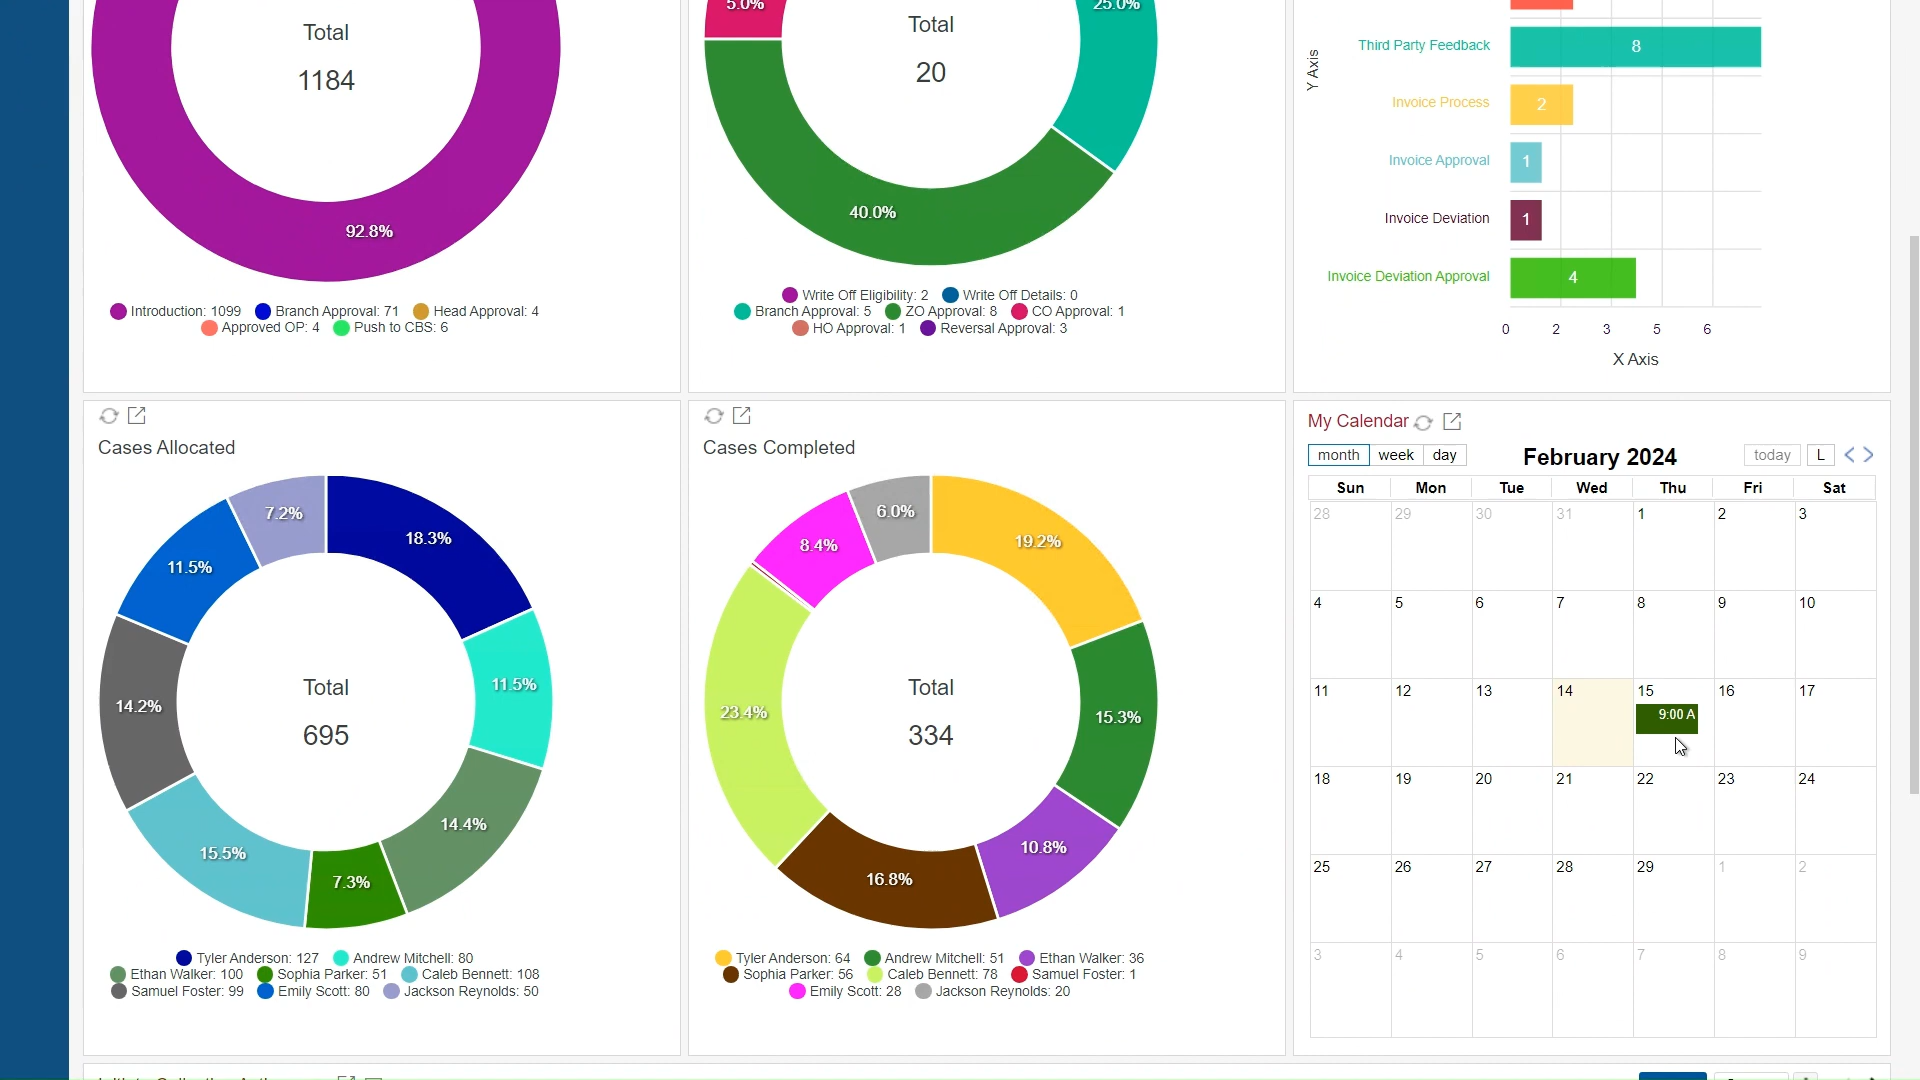 Total
1184
92.8%
Introduction: 1099 Branch Approval: 71 Head Approval: 4
Approved OP: 4 Push to CBS: 6
5.0%
25.0%
Total
20
40.0%
Write Off Eligibility: 2 Write Off Details: 0
Branch Approval: 5 ZO Approval: 8 CO Approval: 1
HO Approval: 1 Reversal Approval: 3
Y Axis
Third Party Feedback 8
Invoice Process 2
Invoice Approval 1
Invoice Deviation 1
Invoice Deviation Approval 4
0 2 3 5 6
X Axis
Cases Allocated
7.2%
18.3%
11.5%
11.5%
14.2%
Total
695
14.4%
15.5%
7.3%
Tyler Anderson: 127 Andrew Mitchell: 80
Ethan Walker: 100 Sophia Parker: 51 Caleb Bennett: 108
Samuel Foster: 99 Emily Scott: 80 Jackson Reynolds: 50
Cases Completed
6.0%
19.2%
8.4%
23.4%
Total
334
15.3%
10.8%
16.8%
Tyler Anderson: 64 Andrew Mitchell: 51 Ethan Walker: 36
Sophia Parker: 56 Caleb Bennett: 78 Samuel Foster: 1
Emily Scott: 28 Jackson Reynolds: 20
My Calendar
month week day February 2024 today L
Sun Mon Tue Wed Thu Fri Sat
28 29 30 31 1 2 3
4 5 6 7 8 9 10
11 12 13 14 15 16 17
9:00 A
18 19 20 21 22 23 24
25 26 27 28 29 1 2
3 4 5 6 7 8 9